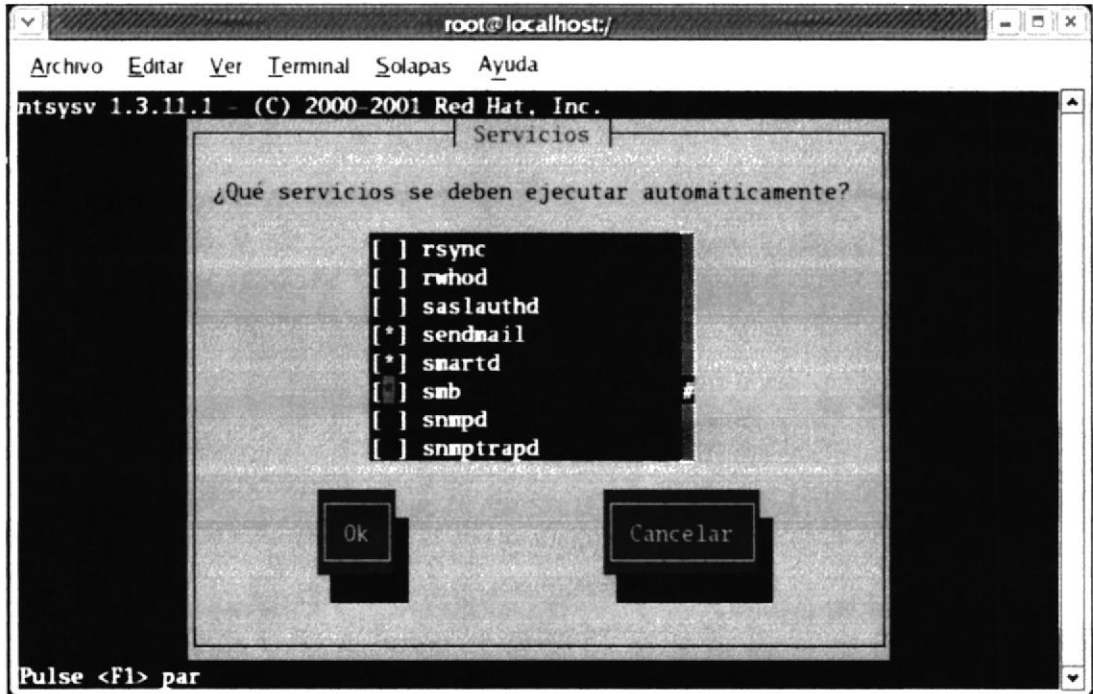 root@localhost:/
Archivo Editar Ver Terminal Solapas Ayuda
ntsysv 1.3.11.1 - (C) 2000-2001 Red Hat, Inc.
Servicios
¿Qué servicios se deben ejecutar automáticamente?
[ ] rsync
[ ] rwhod
[ ] saslauthd
[*] sendmail
[*] smartd
[*] smb #
[ ] snmpd
[ ] snmptrapd
Ok Cancelar
Pulse <F1> par